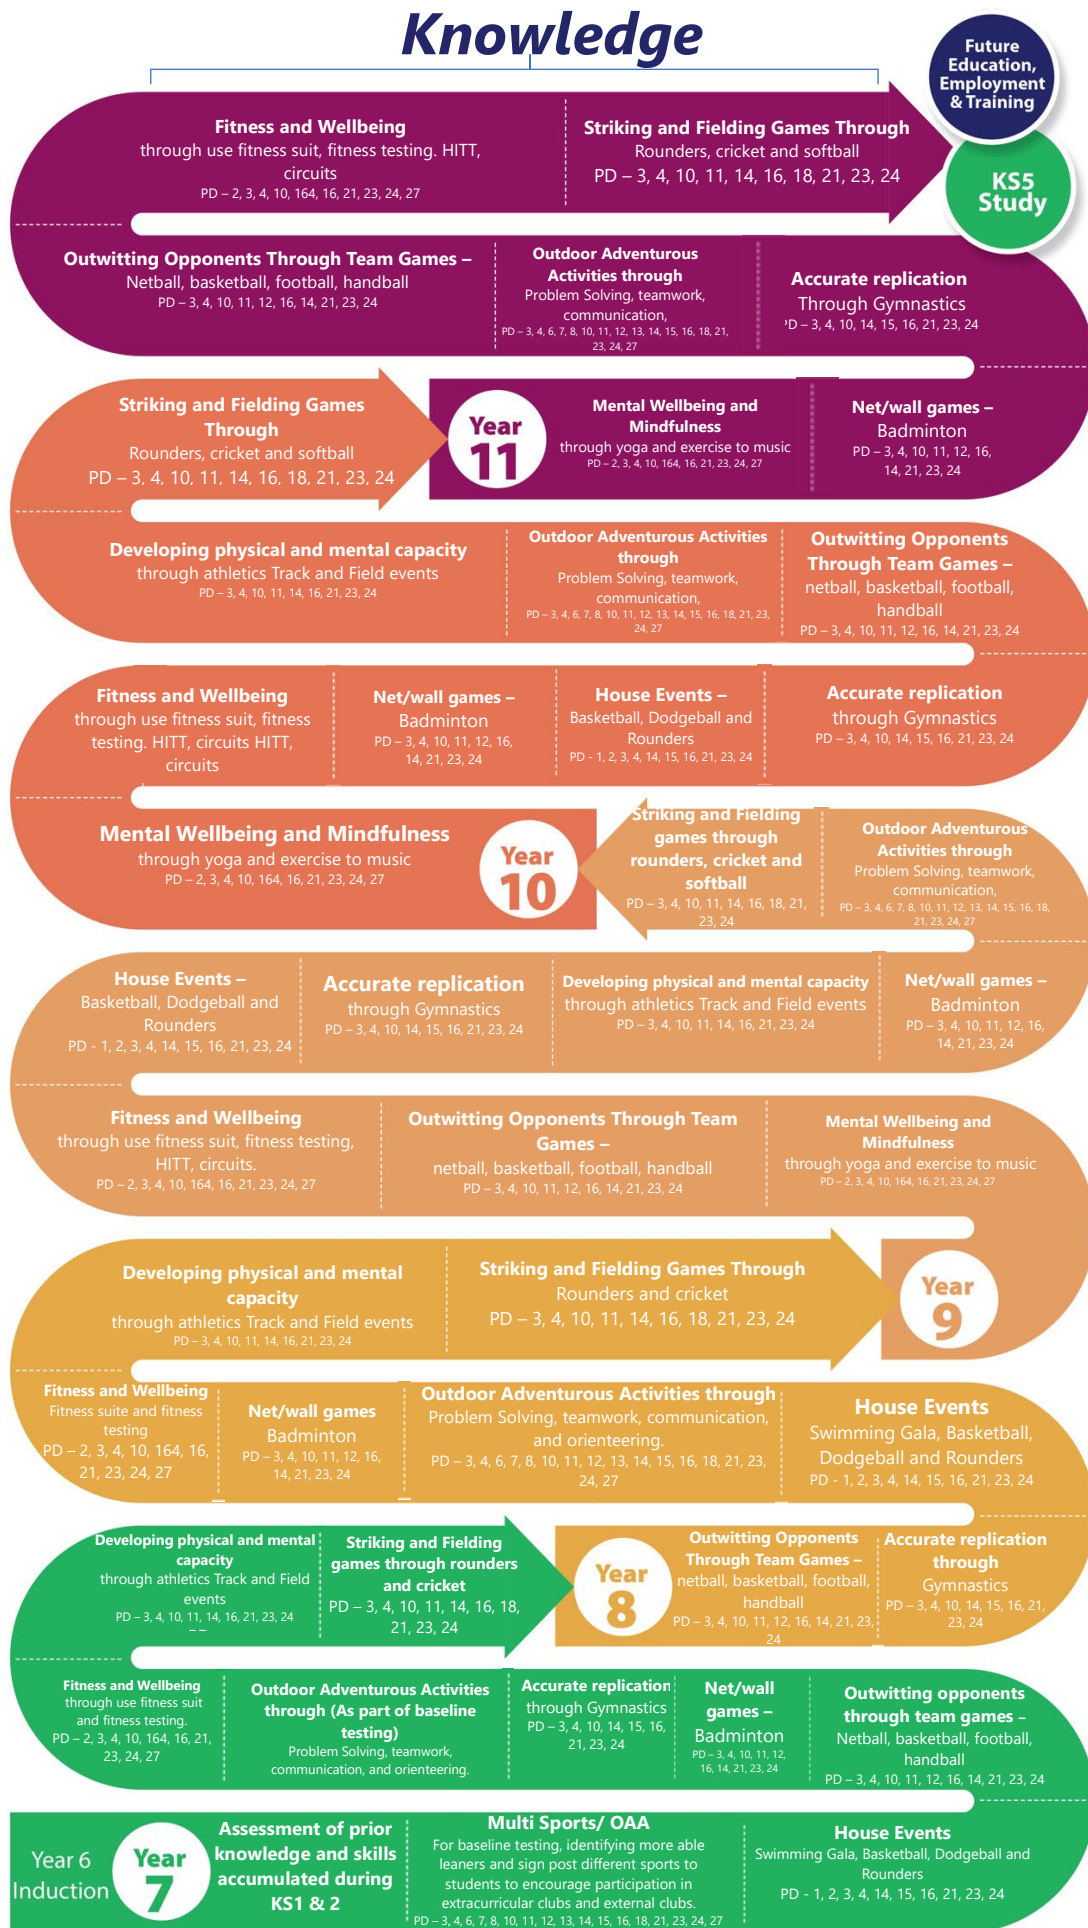 Knowledge
Future
Education,
Employment
& Training
KS5
Study
Fitness and Wellbeing
through use fitness suit, fitness testing. HITT,
circuits
PD – 2, 3, 4, 10, 164, 16, 21, 23, 24, 27
Striking and Fielding Games Through
Rounders, cricket and softball
PD – 3, 4, 10, 11, 14, 16, 18, 21, 23, 24
Outwitting Opponents Through Team Games –
Netball, basketball, football, handball
PD – 3, 4, 10, 11, 12, 16, 14, 21, 23, 24
Outdoor Adventurous
Activities through
Problem Solving, teamwork,
communication,
PD – 3, 4, 6, 7, 8, 10, 11, 12, 13, 14, 15, 16, 18, 21,
23, 24, 27
Accurate replication
Through Gymnastics
PD – 3, 4, 10, 14, 15, 16, 21, 23, 24
Striking and Fielding Games
Through
Rounders, cricket and softball
PD – 3, 4, 10, 11, 14, 16, 18, 21, 23, 24
Year
11
Mental Wellbeing and
Mindfulness
through yoga and exercise to music
PD – 2, 3, 4, 10, 164, 16, 21, 23, 24, 27
Net/wall games –
Badminton
PD – 3, 4, 10, 11, 12, 16,
14, 21, 23, 24
Developing physical and mental capacity
through athletics Track and Field events
PD – 3, 4, 10, 11, 14, 16, 21, 23, 24
Outdoor Adventurous Activities
through
Problem Solving, teamwork,
communication,
PD – 3, 4, 6, 7, 8, 10, 11, 12, 13, 14, 15, 16, 18, 21, 23,
24, 27
Outwitting Opponents
Through Team Games –
netball, basketball, football,
handball
PD – 3, 4, 10, 11, 12, 16, 14, 21, 23, 24
Fitness and Wellbeing
through use fitness suit, fitness
testing. HITT, circuits HITT,
circuits
Net/wall games –
Badminton
PD – 3, 4, 10, 11, 12, 16,
14, 21, 23, 24
House Events –
Basketball, Dodgeball and
Rounders
PD - 1, 2, 3, 4, 14, 15, 16, 21, 23, 24
Accurate replication
through Gymnastics
PD – 3, 4, 10, 14, 15, 16, 21, 23, 24
Mental Wellbeing and Mindfulness
through yoga and exercise to music
PD – 2, 3, 4, 10, 164, 16, 21, 23, 24, 27
Year
10
Striking and Fielding
games through
rounders, cricket and
softball
PD – 3, 4, 10, 11, 14, 16, 18, 21,
23, 24
Outdoor Adventurous
Activities through
Problem Solving, teamwork,
communication,
PD – 3, 4, 6, 7, 8, 10, 11, 12, 13, 14, 15, 16, 18,
21, 23, 24, 27
House Events –
Basketball, Dodgeball and
Rounders
PD - 1, 2, 3, 4, 14, 15, 16, 21, 23, 24
Accurate replication
through Gymnastics
PD – 3, 4, 10, 14, 15, 16, 21, 23, 24
Developing physical and mental capacity
through athletics Track and Field events
PD – 3, 4, 10, 11, 14, 16, 21, 23, 24
Net/wall games –
Badminton
PD – 3, 4, 10, 11, 12, 16,
14, 21, 23, 24
Fitness and Wellbeing
through use fitness suit, fitness testing,
HITT, circuits.
PD – 2, 3, 4, 10, 164, 16, 21, 23, 24, 27
Outwitting Opponents Through Team
Games –
netball, basketball, football, handball
PD – 3, 4, 10, 11, 12, 16, 14, 21, 23, 24
Mental Wellbeing and
Mindfulness
through yoga and exercise to music
PD – 2, 3, 4, 10, 164, 16, 21, 23, 24, 27
Developing physical and mental
capacity
through athletics Track and Field events
PD – 3, 4, 10, 11, 14, 16, 21, 23, 24
Striking and Fielding Games Through
Rounders and cricket
PD – 3, 4, 10, 11, 14, 16, 18, 21, 23, 24
Year
9
Fitness and Wellbeing
Fitness suite and fitness
testing
PD – 2, 3, 4, 10, 164, 16,
21, 23, 24, 27
Net/wall games
Badminton
PD – 3, 4, 10, 11, 12, 16,
14, 21, 23, 24
Outdoor Adventurous Activities through
Problem Solving, teamwork, communication,
and orienteering.
PD – 3, 4, 6, 7, 8, 10, 11, 12, 13, 14, 15, 16, 18, 21, 23,
24, 27
House Events
Swimming Gala, Basketball,
Dodgeball and Rounders
PD - 1, 2, 3, 4, 14, 15, 16, 21, 23, 24
Developing physical and mental
capacity
through athletics Track and Field
events
PD – 3, 4, 10, 11, 14, 16, 21, 23, 24
Striking and Fielding
games through rounders
and cricket
PD – 3, 4, 10, 11, 14, 16, 18,
21, 23, 24
Year
8
Outwitting Opponents
Through Team Games –
netball, basketball, football,
handball
PD – 3, 4, 10, 11, 12, 16, 14, 21, 23,
24
Accurate replication
through
Gymnastics
PD – 3, 4, 10, 14, 15, 16, 21,
23, 24
Fitness and Wellbeing
through use fitness suit
and fitness testing.
PD – 2, 3, 4, 10, 164, 16, 21,
23, 24, 27
Outdoor Adventurous Activities
through (As part of baseline
testing)
Problem Solving, teamwork,
communication, and orienteering.
Accurate replication
through Gymnastics
PD – 3, 4, 10, 14, 15, 16,
21, 23, 24
Net/wall
games –
Badminton
PD – 3, 4, 10, 11, 12,
16, 14, 21, 23, 24
Outwitting opponents
through team games –
Netball, basketball, football,
handball
PD – 3, 4, 10, 11, 12, 16, 14, 21, 23, 24
Year 6
Induction
Year
7
Assessment of prior
knowledge and skills
accumulated during
KS1 & 2
Multi Sports/ OAA
For baseline testing, identifying more able
leaners and sign post different sports to
students to encourage participation in
extracurricular clubs and external clubs.
PD – 3, 4, 6, 7, 8, 10, 11, 12, 13, 14, 15, 16, 18, 21, 23, 24, 27
House Events
Swimming Gala, Basketball, Dodgeball and
Rounders
PD - 1, 2, 3, 4, 14, 15, 16, 21, 23, 24